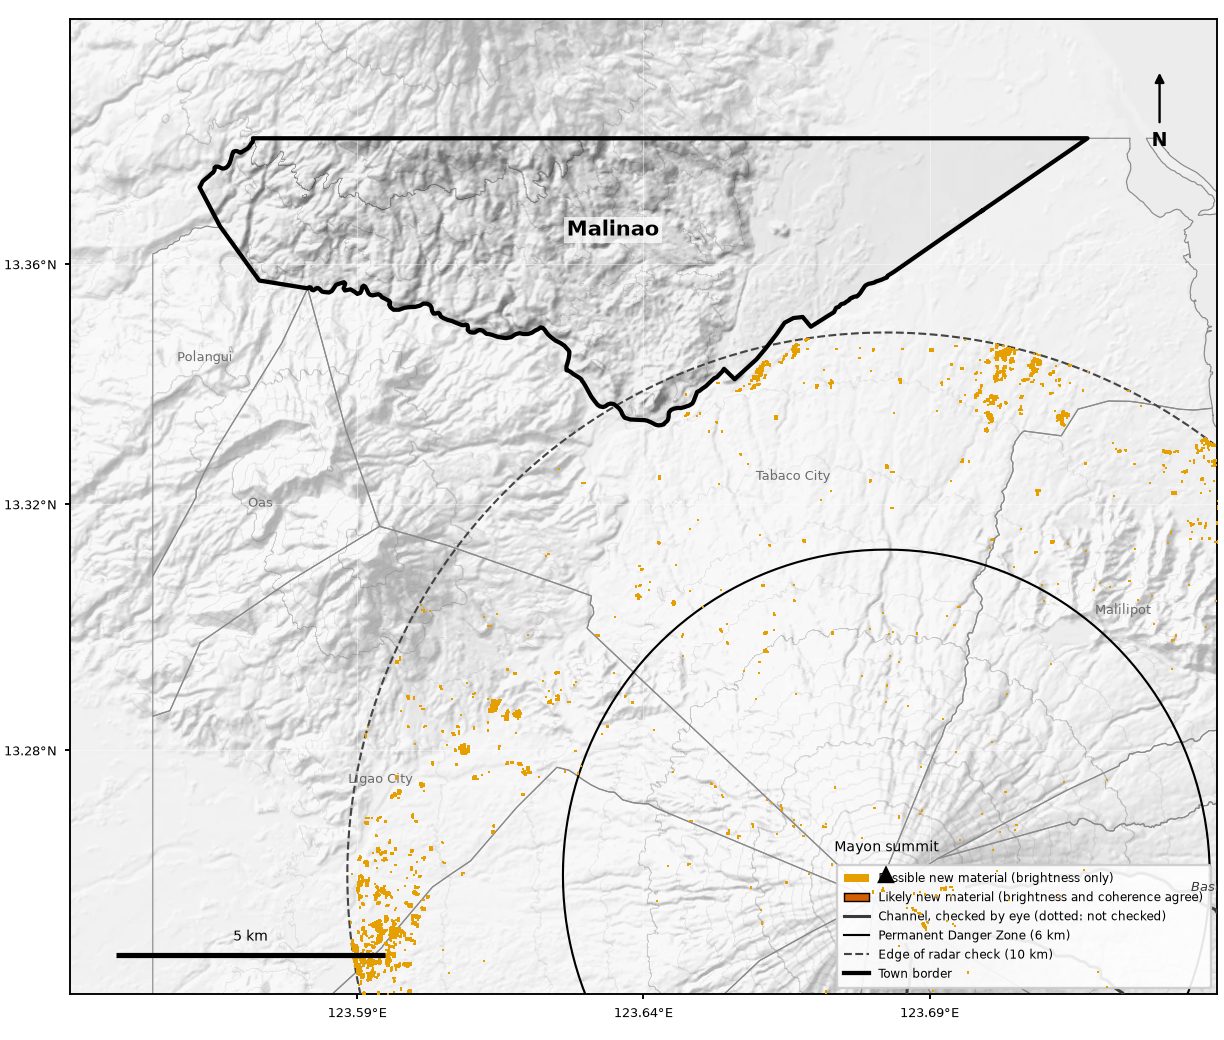 N
Malinao
13.36°N
Polangui
Tabaco City
Oas
13.32°N
Malilipot
13.28°N
Ligao City
Mayon summit
ssible new material (brightness only)
Bas
Likely new material (brightness and coherence agree)
Channel, checked by eye (dotted: not checked)
5 km
Permanent Danger Zone (6 km)
Edge of radar check (10 km)
Town border
123.59°E
123.64°E
123.69°E